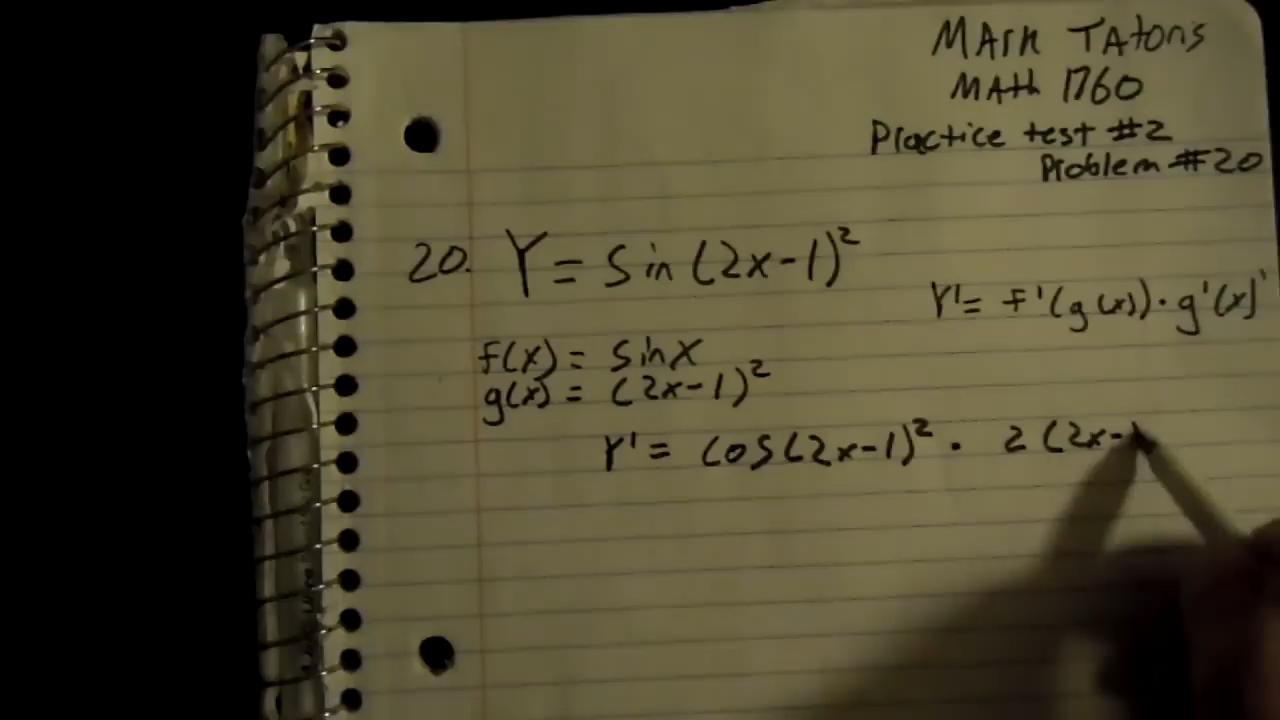 MArk TAtoris
MAth 1760
Practice test #2
Problem #20
20. Y = Sin (2x-1)²
Y' = f'(g(x)) · g'(x)
f(x) = Sinx
g(x) = (2x-1)²
Y' = Cos(2x-1)² · 2 (2x-